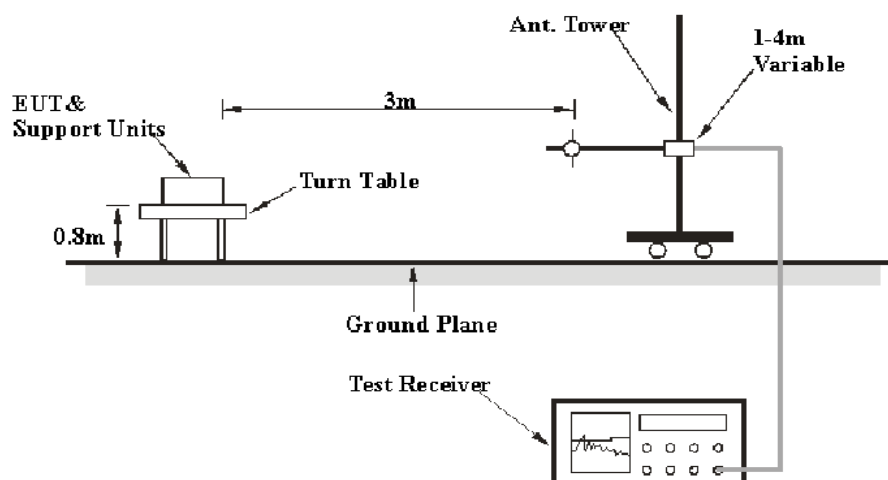 Ant. Tower
1-4m
Variable
3m
EUT&
Support Units
Turn Table
0.8m
Ground Plane
Test Receiver